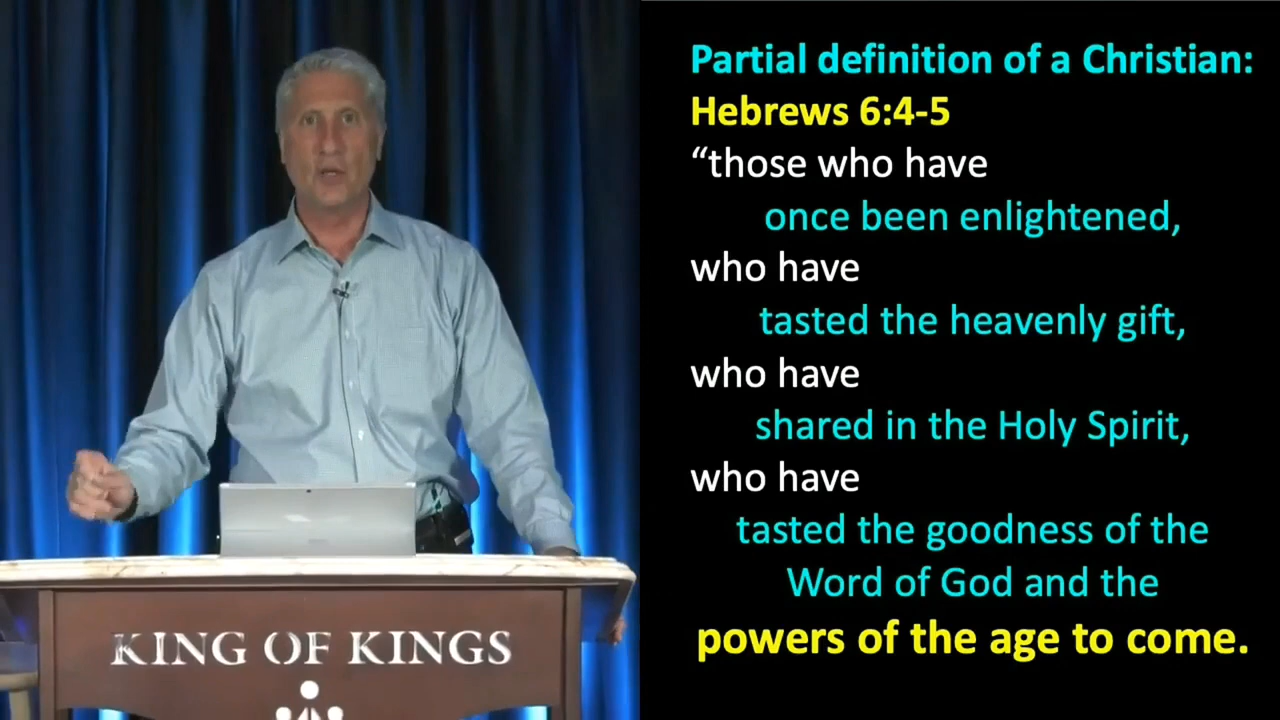 Partial definition of a Christian:
Hebrews 6:4-5
“those who have
once been enlightened,
who have
tasted the heavenly gift,
who have
shared in the Holy Spirit,
who have
tasted the goodness of the
Word of God and the
powers of the age to come.
KING OF KINGS